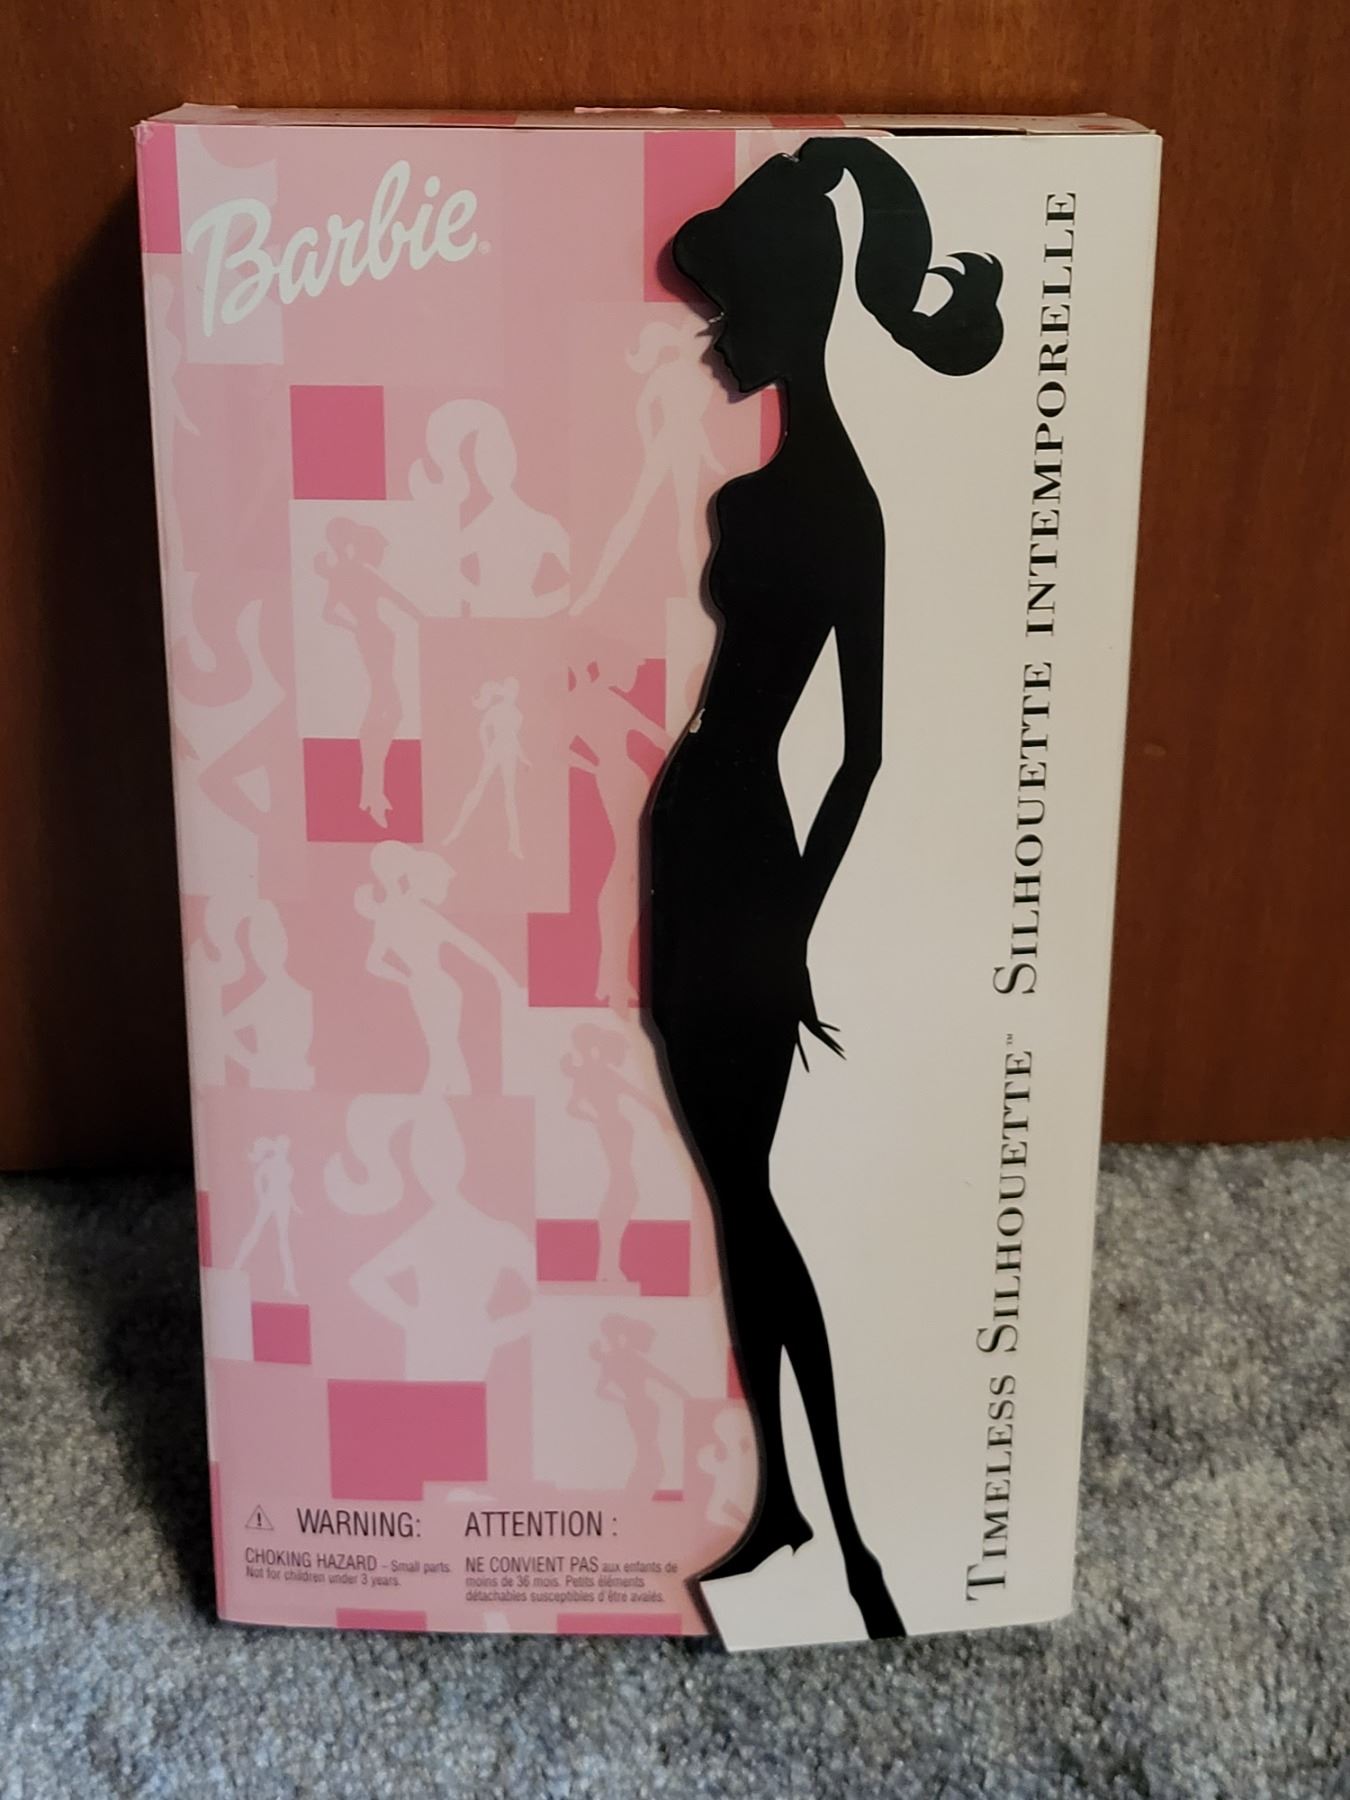 Barbie®
TIMELESS SILHOUETTE™ SILHOUETTE INTEMPORELLE
⚠ WARNING:
CHOKING HAZARD – Small parts.
Not for children under 3 years.
ATTENTION :
NE CONVIENT PAS aux enfants de
moins de 36 mois. Petits éléments
détachables susceptibles d'être avalés.